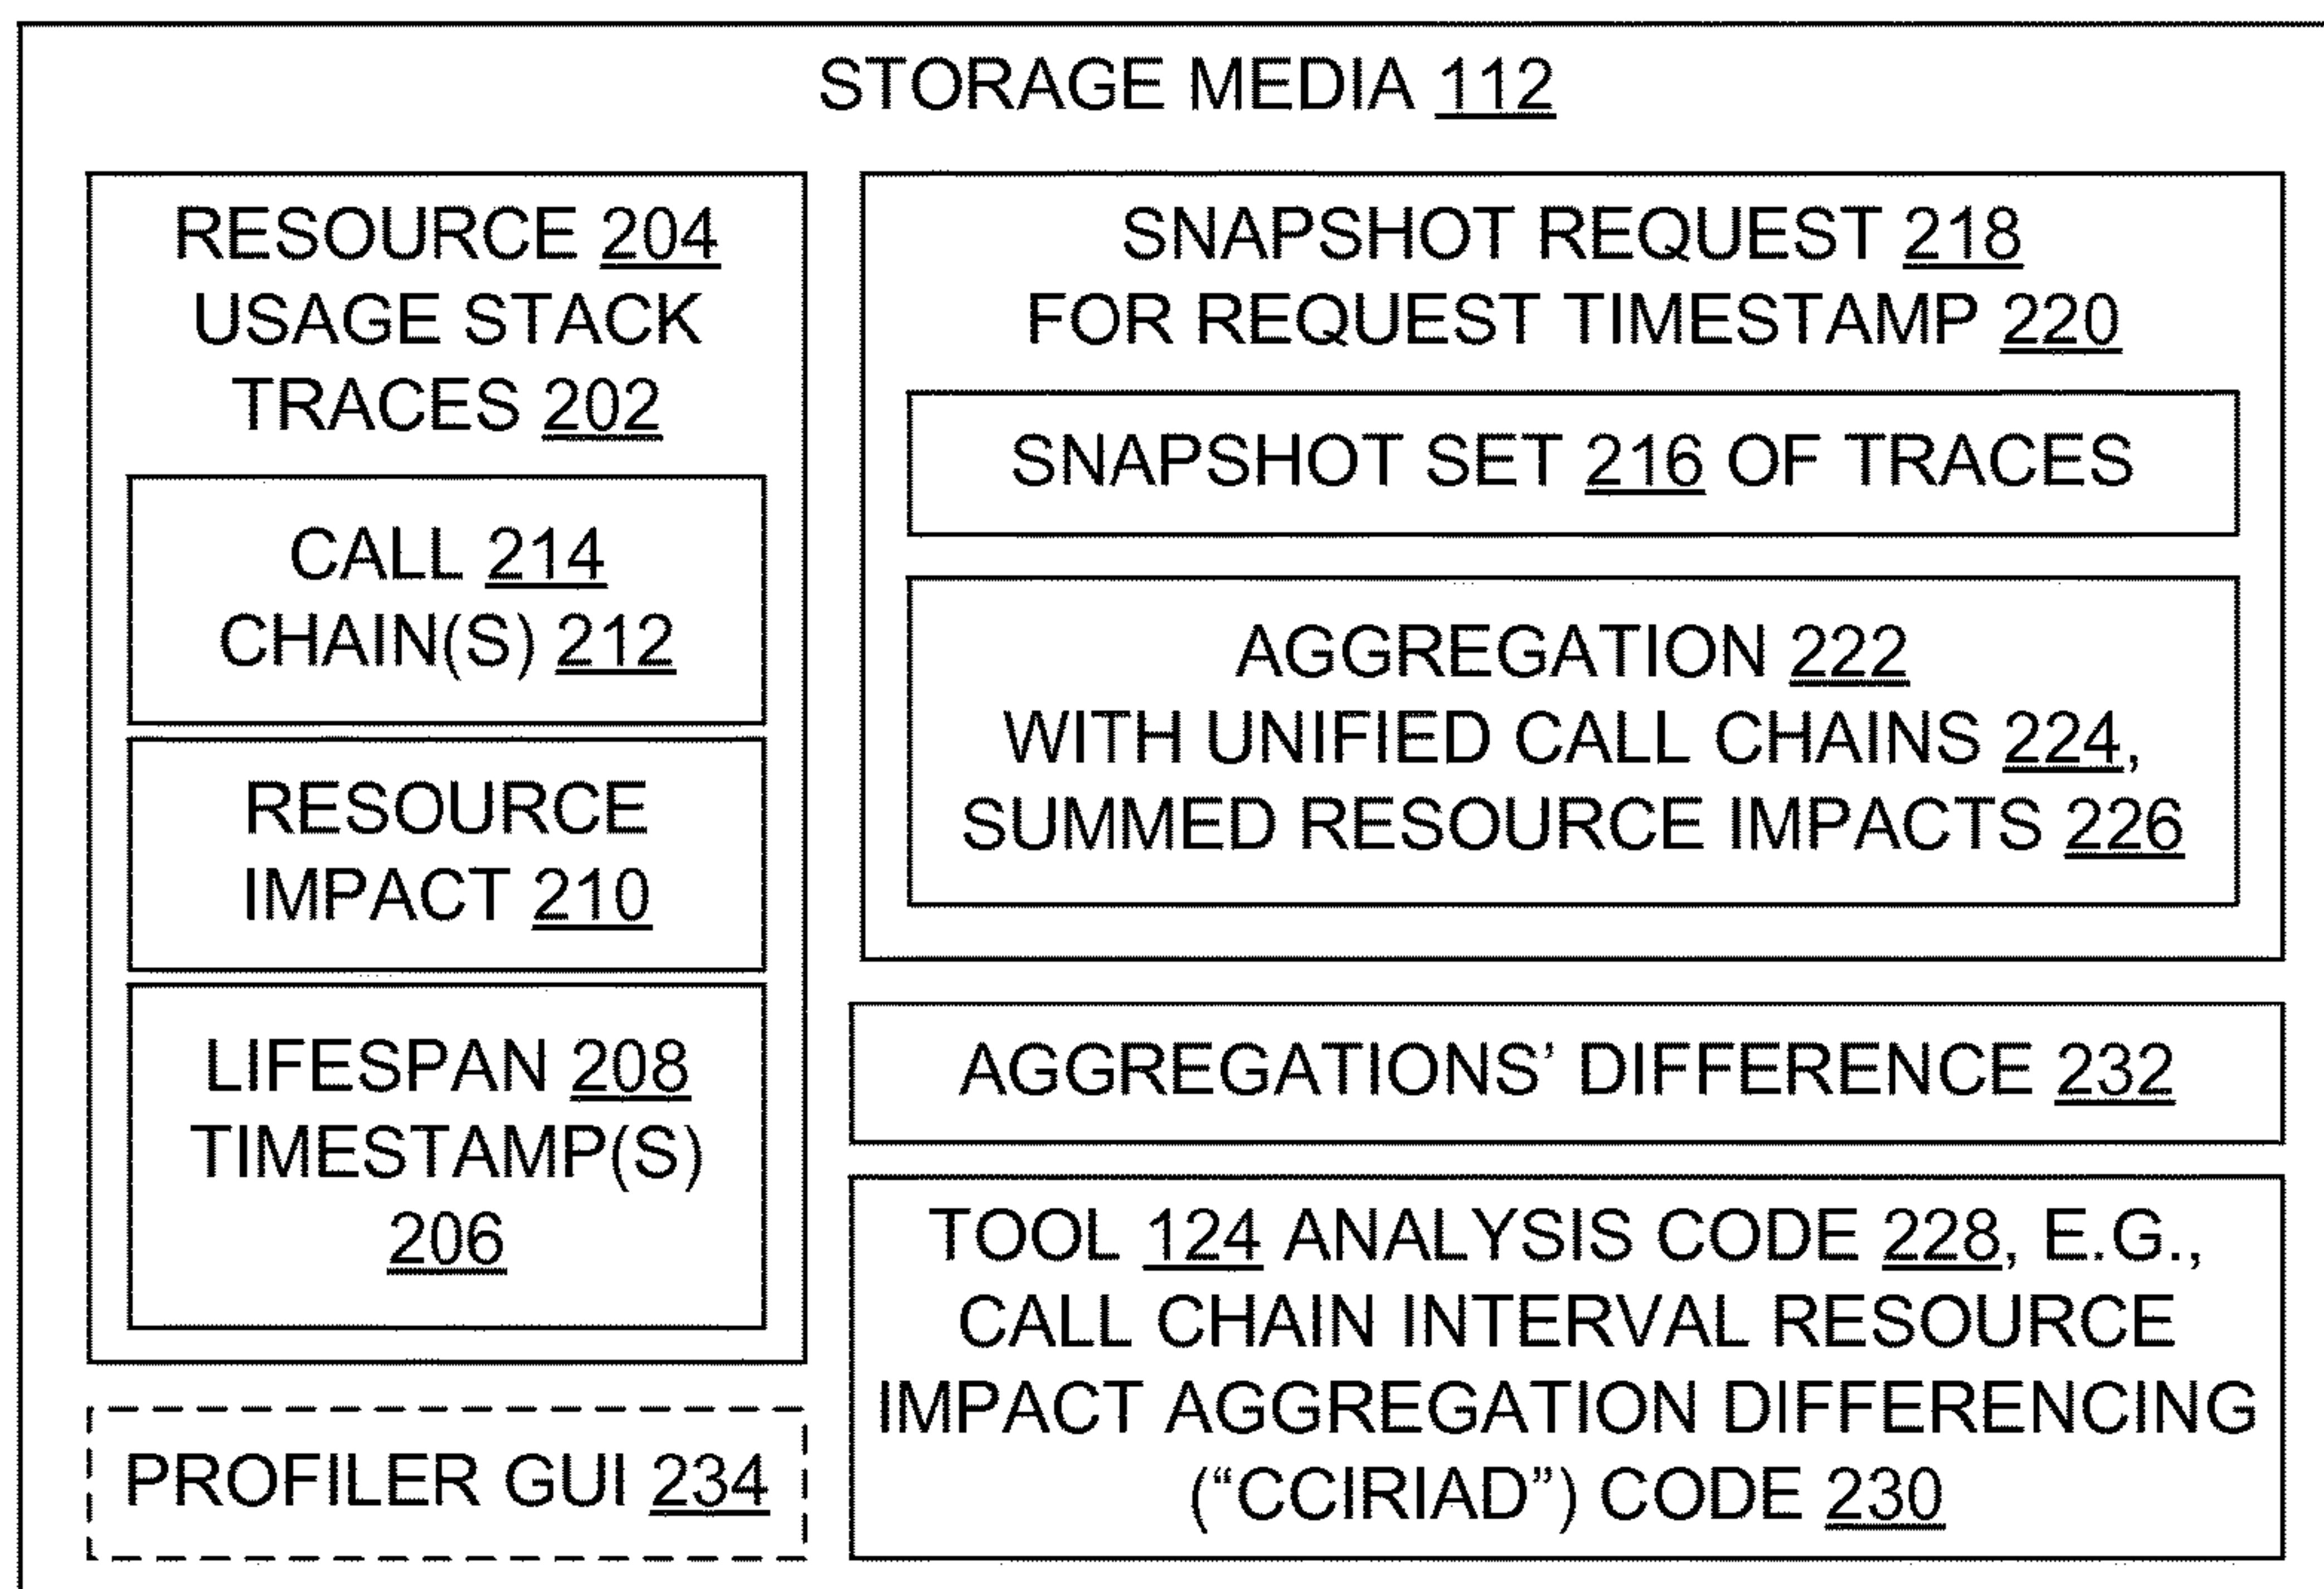 STORAGE MEDIA 112
RESOURCE 204
USAGE STACK
TRACES 202
CALL 214
CHAIN(S) 212
RESOURCE
IMPACT 210
LIFESPAN 208
TIMESTAMP(S)
206
PROFILER GUI 234
SNAPSHOT REQUEST 218
FOR REQUEST TIMESTAMP 220
SNAPSHOT SET 216 OF TRACES
AGGREGATION 222
WITH UNIFIED CALL CHAINS 224,
SUMMED RESOURCE IMPACTS 226
AGGREGATIONS’ DIFFERENCE 232
TOOL 124 ANALYSIS CODE 228, E.G.,
CALL CHAIN INTERVAL RESOURCE
IMPACT AGGREGATION DIFFERENCING
(“CCIRIAD”) CODE 230